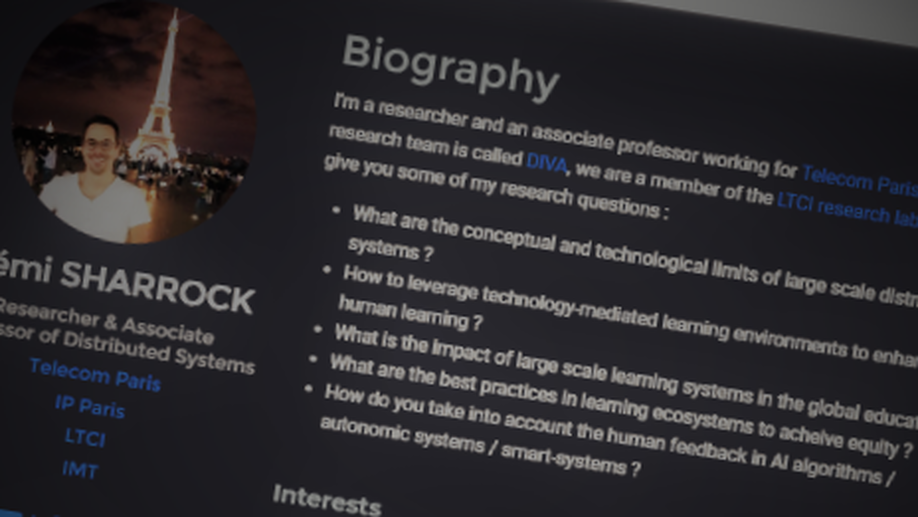 Biography
I'm a researcher and an associate professor working for Telecom Paris
research team is called DIVA, we are a member of the LTCI research lab
give you some of my research questions :
• What are the conceptual and technological limits of large scale distr
systems ?
• How to leverage technology-mediated learning environments to enha
human learning ?
• What is the impact of large scale learning systems in the global educat
• What are the best practices in learning ecosystems to acheive equity ?
• How do you take into account the human feedback in AI algorithms /
autonomic systems / smart-systems ?
Interests
émi SHARROCK
Researcher & Associate
ssor of Distributed Systems
Telecom Paris
IP Paris
LTCI
IMT